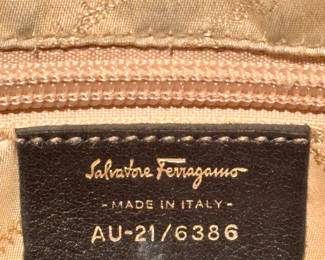 Salvatore Ferragamo
- MADE IN ITALY -
AU-21/6386